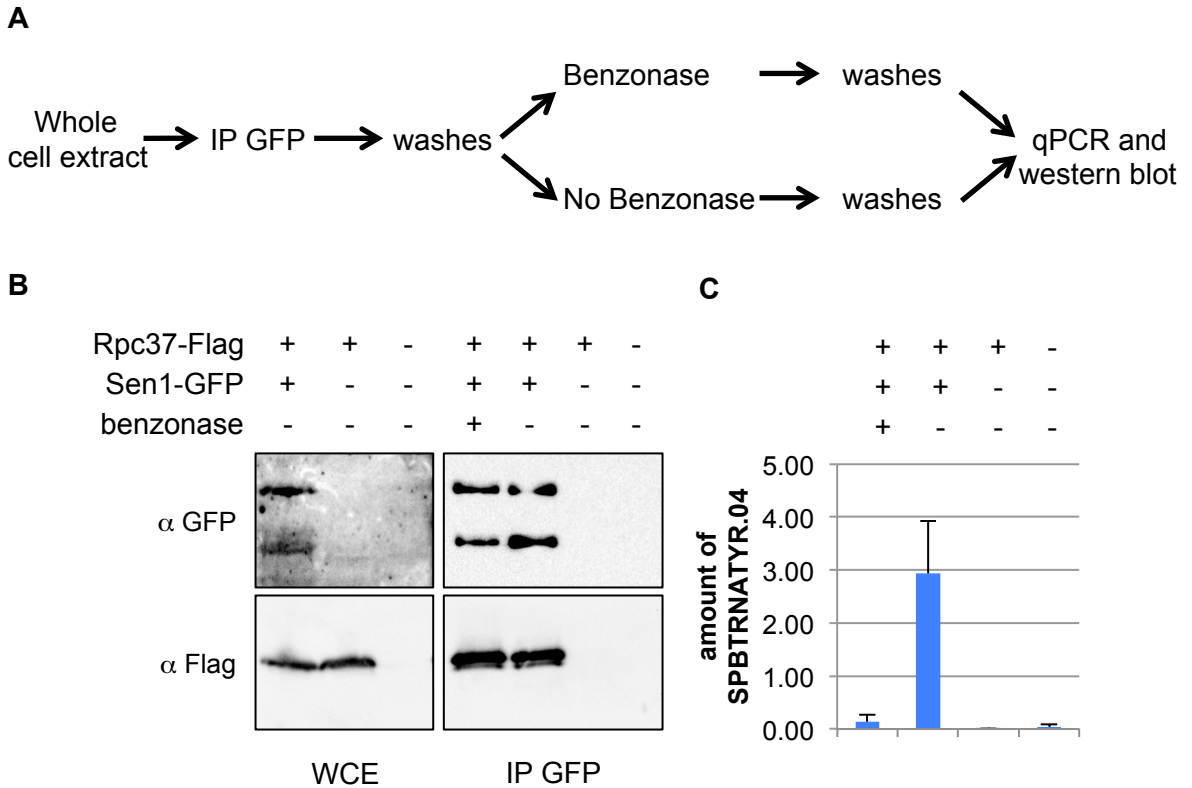 A
Whole
cell extract
IP GFP
washes
Benzonase
washes
No Benzonase
washes
qPCR and
western blot
B
Rpc37-Flag + + - + + + -
Sen1-GFP + - - + + - -
benzonase - - - + - - -
α GFP
α Flag
WCE
IP GFP
C
+ + + -
+ + - -
+ - - -
amount of
SPBTRNATYR.04
5.00
4.00
3.00
2.00
1.00
0.00